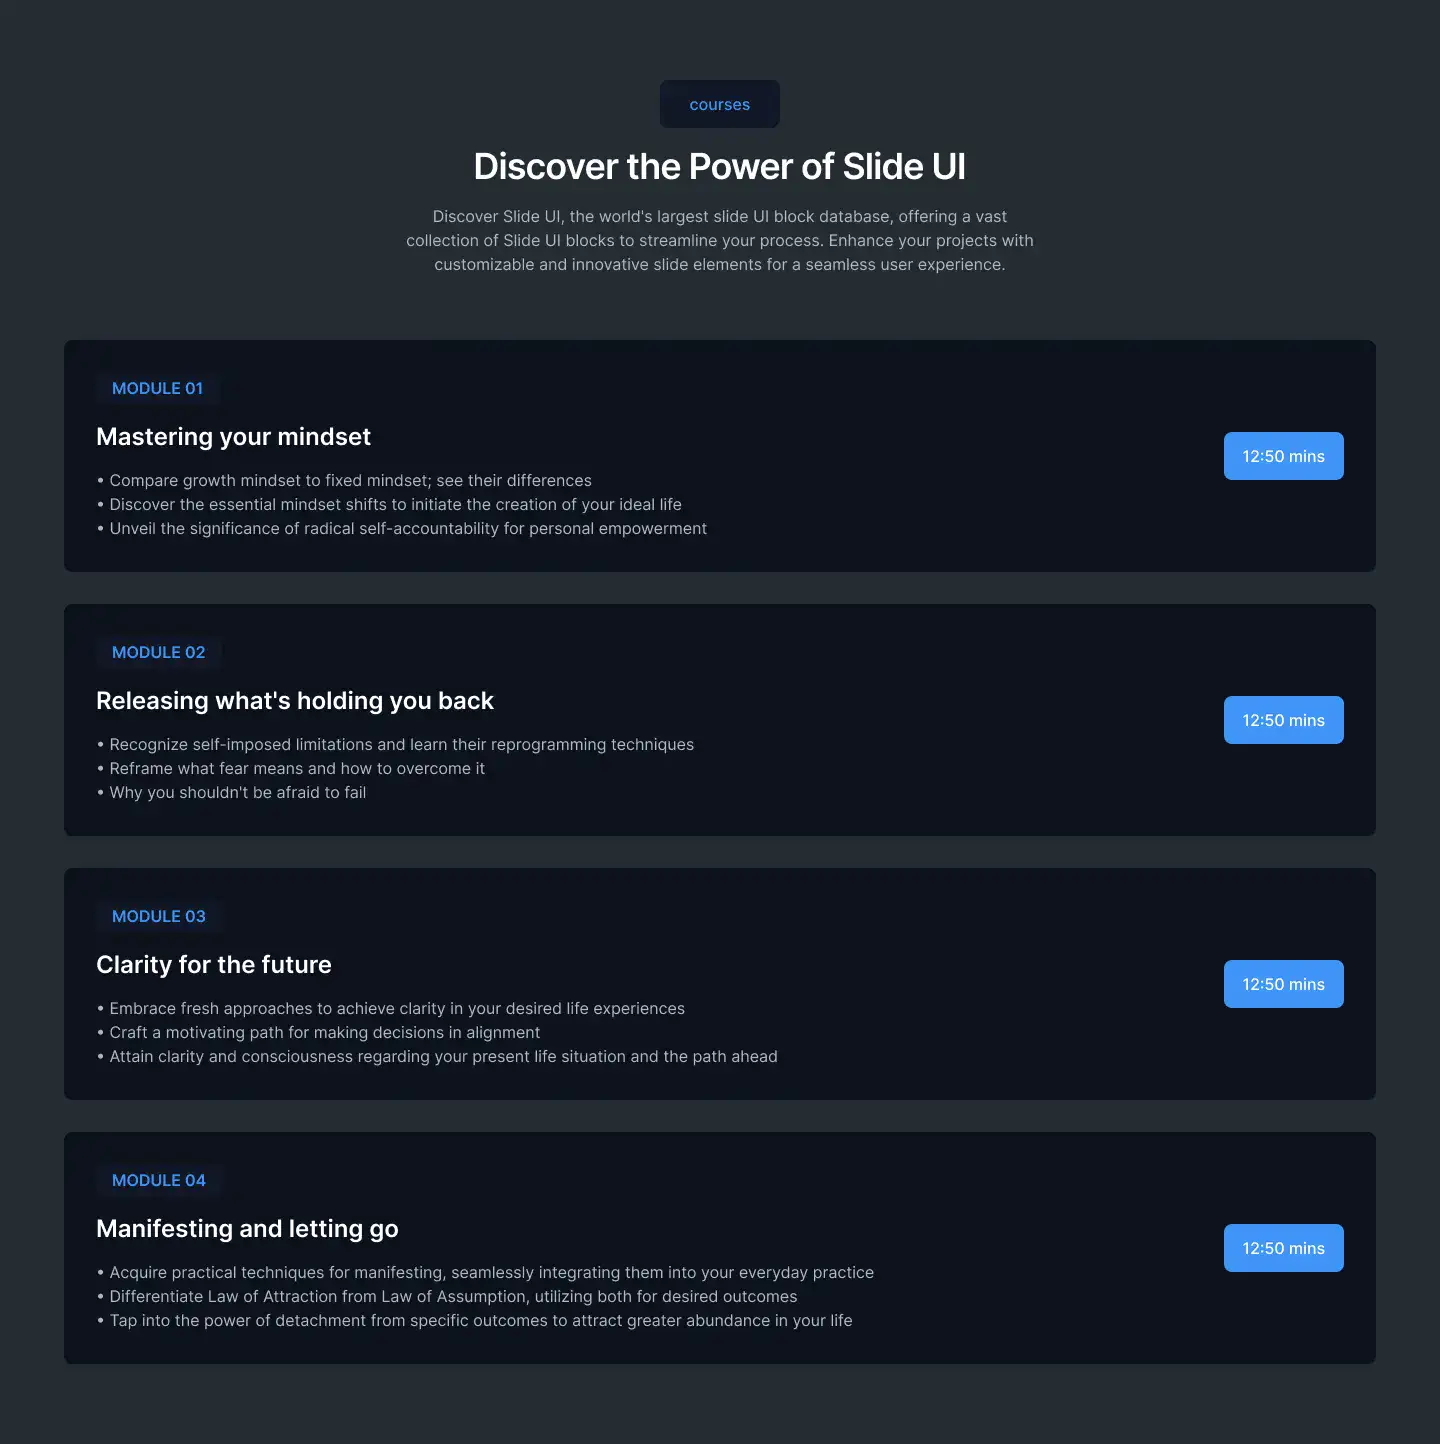 courses
Discover the Power of Slide UI
Discover Slide UI, the world's largest slide UI block database, offering a vast
collection of Slide UI blocks to streamline your process. Enhance your projects with
customizable and innovative slide elements for a seamless user experience.
MODULE 01
Mastering your mindset
• Compare growth mindset to fixed mindset; see their differences
• Discover the essential mindset shifts to initiate the creation of your ideal life
• Unveil the significance of radical self-accountability for personal empowerment
12:50 mins
MODULE 02
Releasing what's holding you back
• Recognize self-imposed limitations and learn their reprogramming techniques
• Reframe what fear means and how to overcome it
• Why you shouldn't be afraid to fail
12:50 mins
MODULE 03
Clarity for the future
• Embrace fresh approaches to achieve clarity in your desired life experiences
• Craft a motivating path for making decisions in alignment
• Attain clarity and consciousness regarding your present life situation and the path ahead
12:50 mins
MODULE 04
Manifesting and letting go
• Acquire practical techniques for manifesting, seamlessly integrating them into your everyday practice
• Differentiate Law of Attraction from Law of Assumption, utilizing both for desired outcomes
• Tap into the power of detachment from specific outcomes to attract greater abundance in your life
12:50 mins